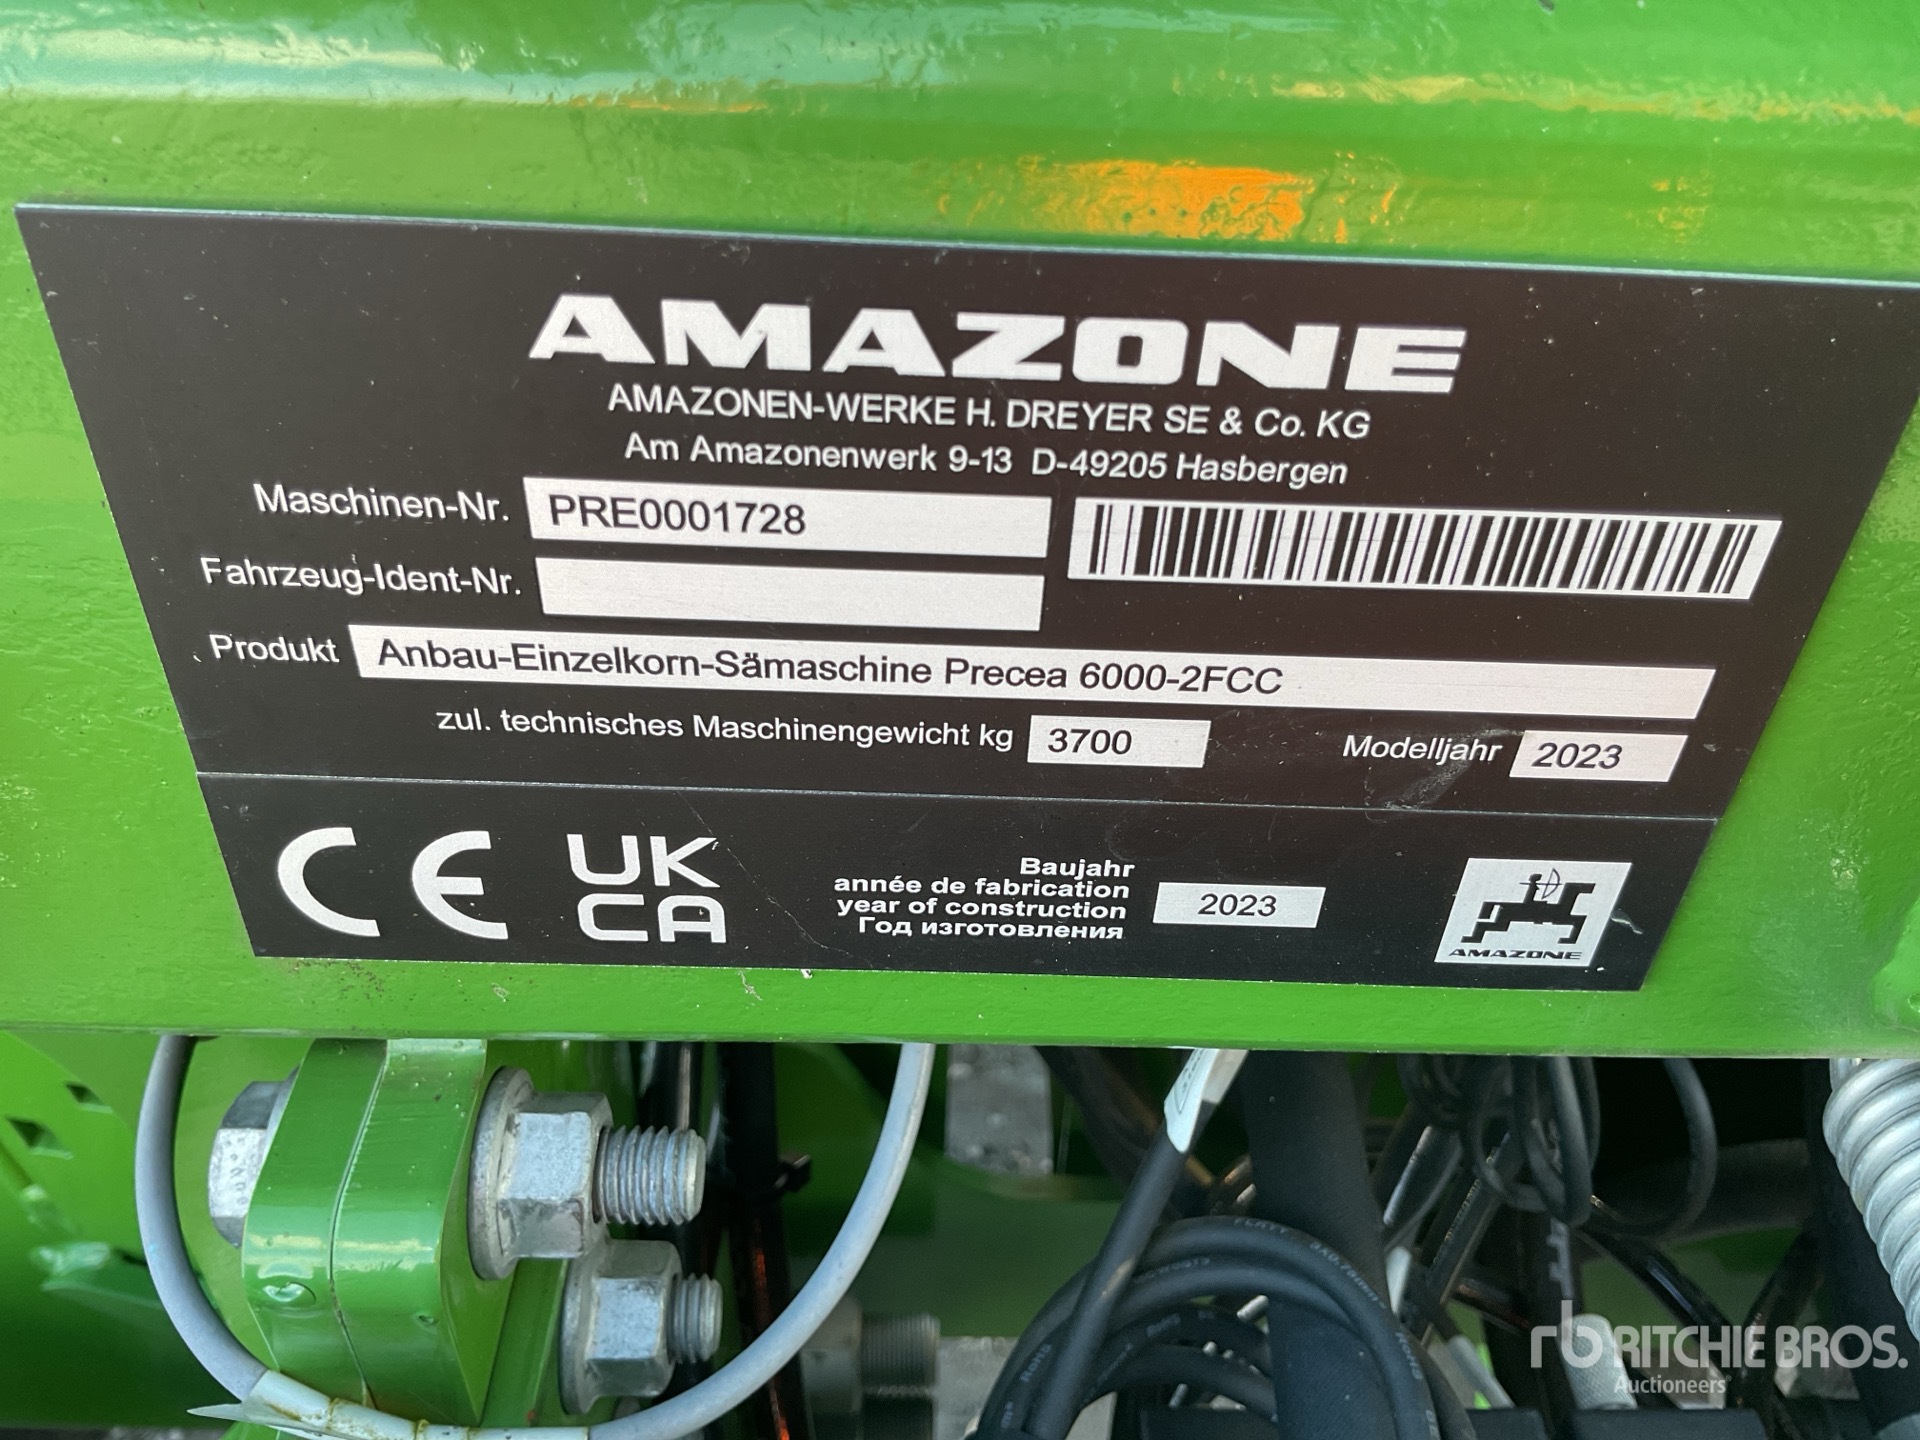 AMAZONE
AMAZONEN-WERKE H. DREYER SE & Co. KG
Am Amazonenwerk 9-13 D-49205 Hasbergen
Maschinen-Nr. PRE0001728
Fahrzeug-Ident-Nr.
Produkt Anbau-Einzelkorn-Sämaschine Precea 6000-2FCC
zul. technisches Maschinengewicht kg 3700 Modelljahr 2023
CE UK
CA
Baujahr
année de fabrication
year of construction 2023
Год изготовления
AMAZONE
rb RITCHIE BROS.
Auctioneers